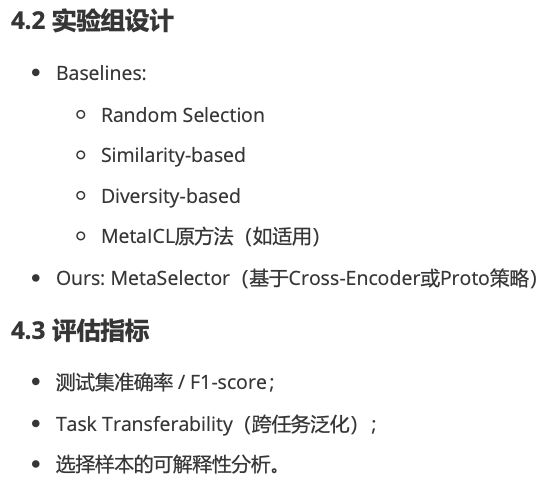 4.2 实验组设计
Baselines:
Random Selection
Similarity-based
Diversity-based
MetaICL原方法（如适用）
Ours: MetaSelector（基于Cross-Encoder或Proto策略）
4.3 评估指标
测试集准确率 / F1-score；
Task Transferability（跨任务泛化）；
选择样本的可解释性分析。